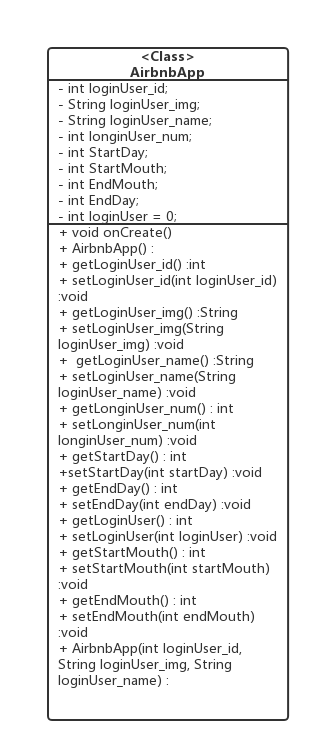 <Class>
AirbnbApp
- int loginUser_id;
- String loginUser_img;
- String loginUser_name;
- int longinUser_num;
- int StartDay;
- int StartMouth;
- int EndMouth;
- int EndDay;
- int loginUser = 0;
+ void onCreate()
+ AirbnbApp() :
+ getLoginUser_id() :int
+ setLoginUser_id(int loginUser_id)
:void
+ getLoginUser_img() :String
+ setLoginUser_img(String
loginUser_img) :void
+  getLoginUser_name() :String
+ setLoginUser_name(String
loginUser_name) :void
+ getLonginUser_num() : int
+ setLonginUser_num(int
longinUser_num) :void
+ getStartDay() : int
+setStartDay(int startDay) :void
+ getEndDay() : int
+ setEndDay(int endDay) :void
+ getLoginUser() : int
+ setLoginUser(int loginUser) :void
+ getStartMouth() : int
+ setStartMouth(int startMouth)
:void
+ getEndMouth() : int
+ setEndMouth(int endMouth)
:void
+ AirbnbApp(int loginUser_id,
String loginUser_img, String
loginUser_name) :